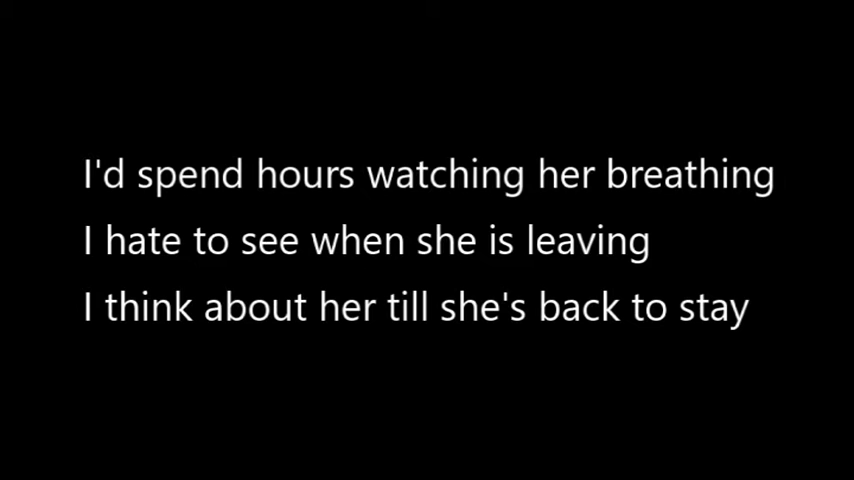 I'd spend hours watching her breathing
I hate to see when she is leaving
I think about her till she's back to stay